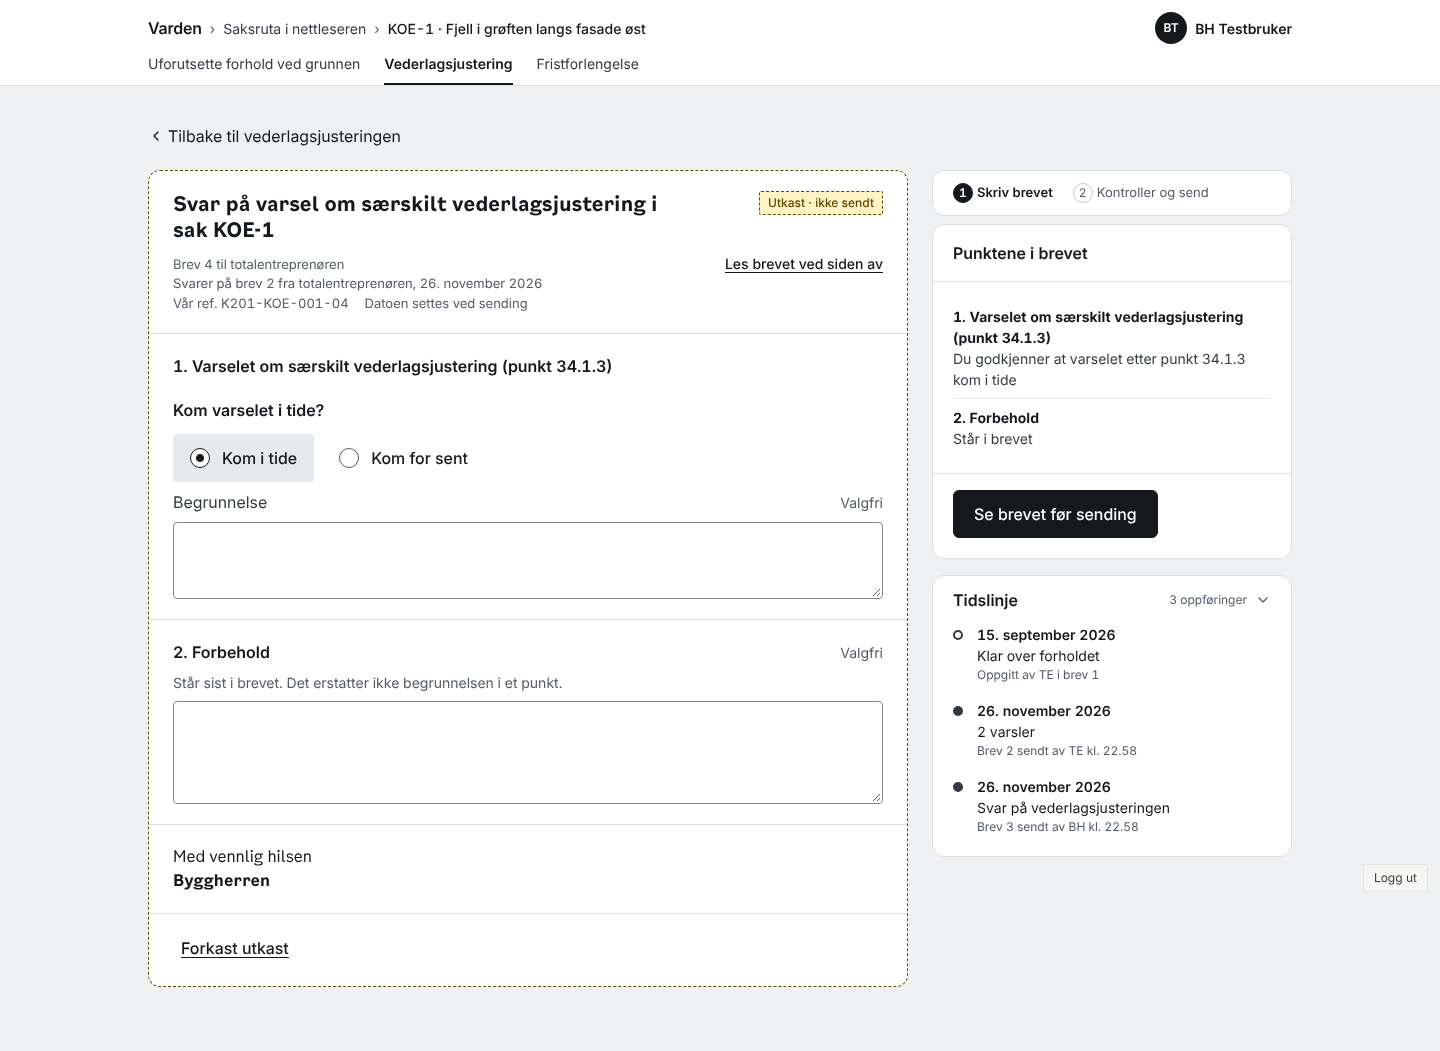 Varden › Saksruta i nettleseren › KOE-1 · Fjell i grøften langs fasade øst
BT BH Testbruker
Uforutsette forhold ved grunnen Vederlagsjustering Fristforlengelse
Tilbake til vederlagsjusteringen
Svar på varsel om særskilt vederlagsjustering i
sak KOE-1
Utkast · ikke sendt
Brev 4 til totalentreprenøren
Les brevet ved siden av
Svarer på brev 2 fra totalentreprenøren, 26. november 2026
Vår ref. K201-KOE-001-04 Datoen settes ved sending
1. Varselet om særskilt vederlagsjustering (punkt 34.1.3)
Kom varselet i tide?
Kom i tide Kom for sent
Begrunnelse Valgfri
2. Forbehold Valgfri
Står sist i brevet. Det erstatter ikke begrunnelsen i et punkt.
Med vennlig hilsen
Byggherren
Forkast utkast
1 Skriv brevet 2 Kontroller og send
Punktene i brevet
1. Varselet om særskilt vederlagsjustering
(punkt 34.1.3)
Du godkjenner at varselet etter punkt 34.1.3
kom i tide
2. Forbehold
Står i brevet
Se brevet før sending
Tidslinje 3 oppføringer
15. september 2026
Klar over forholdet
Oppgitt av TE i brev 1
26. november 2026
2 varsler
Brev 2 sendt av TE kl. 22.58
26. november 2026
Svar på vederlagsjusteringen
Brev 3 sendt av BH kl. 22.58
Logg ut